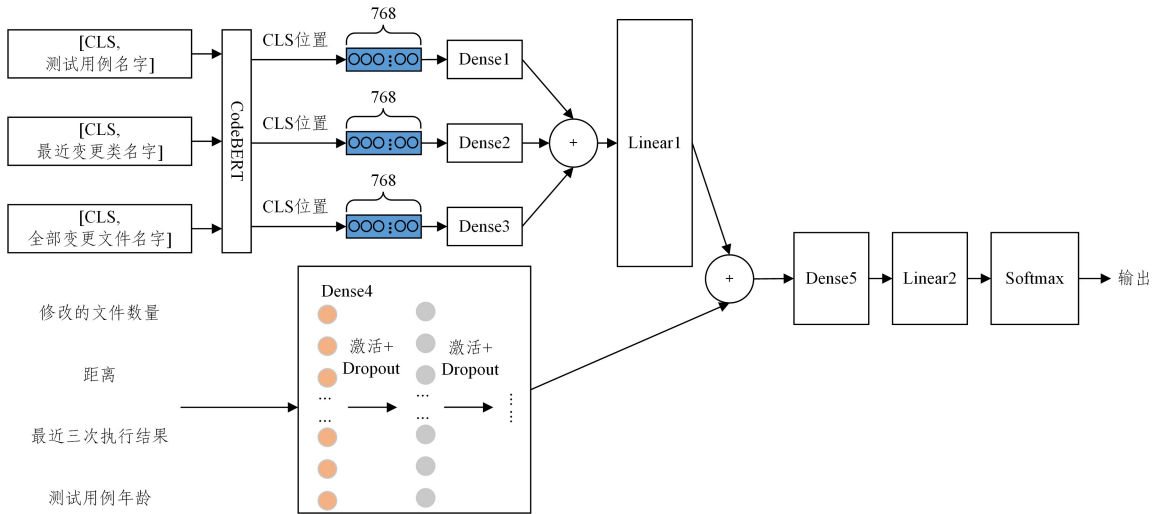 [CLS,
测试用例名字]
[CLS,
最近变更类名字]
[CLS,
全部变更文件名字]
CodeBERT
CLS位置
768
Dense1
CLS位置
768
Dense2
CLS位置
768
Dense3
+
Linear1
修改的文件数量
距离
最近三次执行结果
测试用例年龄
Dense4
...
...
激活+
Dropout
...
...
激活+
Dropout
+
Dense5
Linear2
Softmax
输出